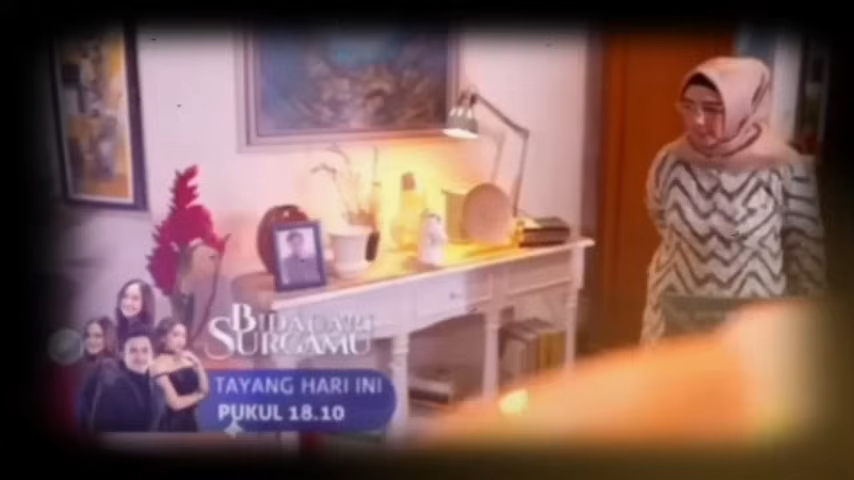 BIDADARI
SURGAMU
TAYANG HARI INI
PUKUL 18.10